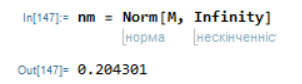 In[147]:= nm = Norm[M, Infinity]
норма нескінченніс
Out[147]= 0.204301